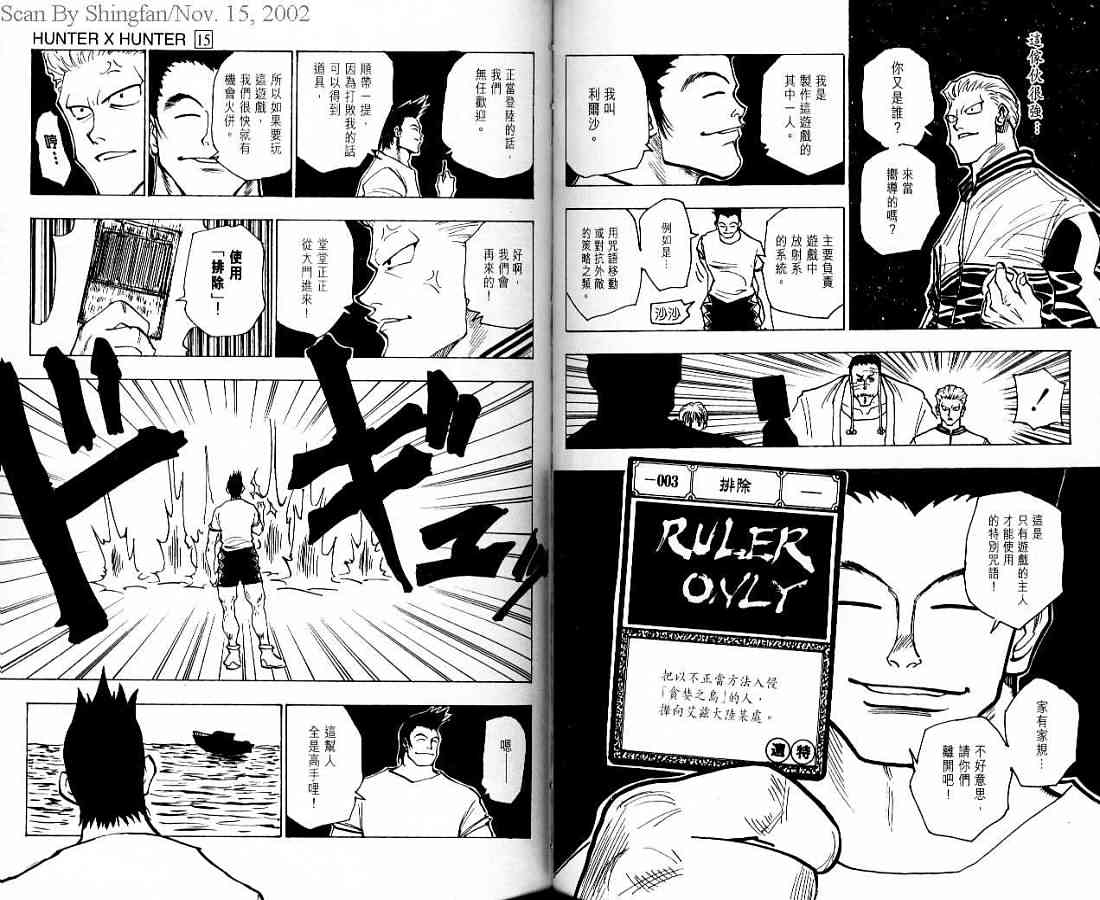 Scan By Shingfan/Nov. 15, 2002
HUNTER X HUNTER 15
這傢伙很強…
你又是誰?
來當
嚮導的嗎?
我是
製作這遊戲的
其中一人。
我叫
利爾沙。
主要負責
遊戲中
放射系
的系統。
例如是…
用咒語移動
或對抗外敵
的策略之類。
沙沙
!
－003
排除
—
RULER
ONLY
把以不正當方法入侵
「貪婪之島」的人,
揮向艾茲大陸某處。
遠
特
這是
只有遊戲的主人
才能使用
的特別咒語!
家有家規…
不好意思,
請你們
離開吧!
正當登陸的話,
我們
無任歡迎。
順帶一提,
因為打敗我的話
可以得到
道具,
所以如果要玩
這遊戲,
我們很快就有
機會火併。
哼…
好啊,
我們會
再來的!
堂堂正正
從大門進來!
使用
「排除」!
ドギュ
嗯——
這幫人
全是高手哩!